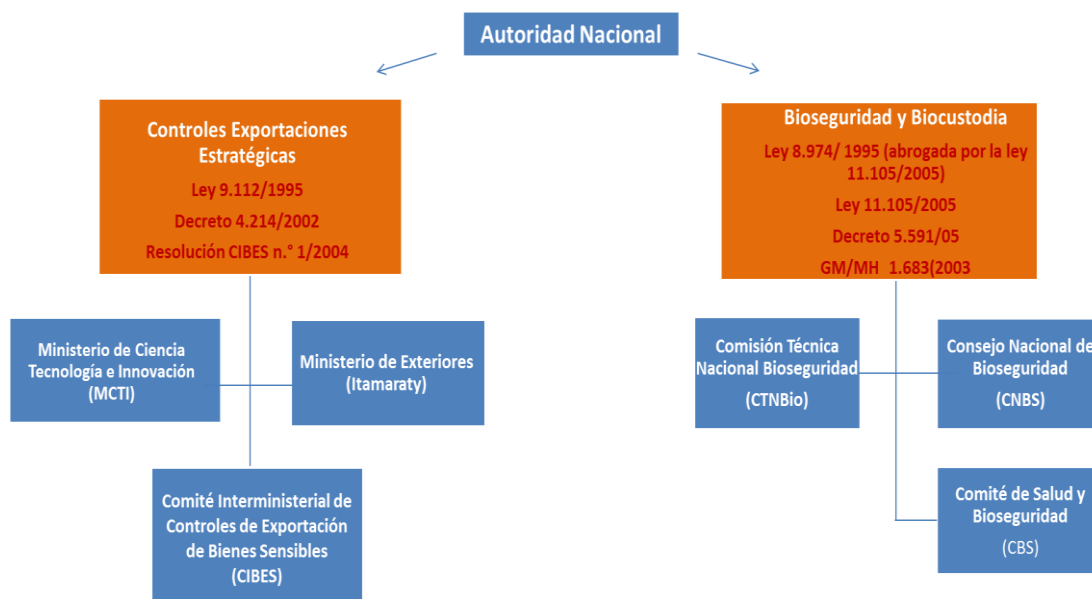 Autoridad Nacional
Controles Exportaciones
Estratégicas
Ley 9.112/1995
Decreto 4.214/2002
Resolución CIBES n.° 1/2004
Bioseguridad y Biocustodia
Ley 8.974/ 1995 (abrogada por la ley
11.105/2005)
Ley 11.105/2005
Decreto 5.591/05
GM/MH 1.683(2003
Ministerio de Ciencia
Tecnología e Innovación
(MCTI)
Ministerio de Exteriores
(Itamaraty)
Comité Interministerial de
Controles de Exportación
de Bienes Sensibles
(CIBES)
Comisión Técnica
Nacional Bioseguridad
(CTNBio)
Consejo Nacional de
Bioseguridad
(CNBS)
Comité de Salud y
Bioseguridad
(CBS)